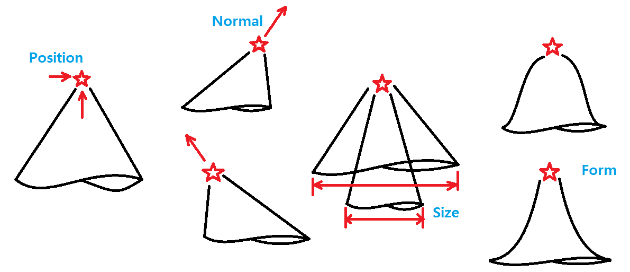 Position
Normal
Size
Form